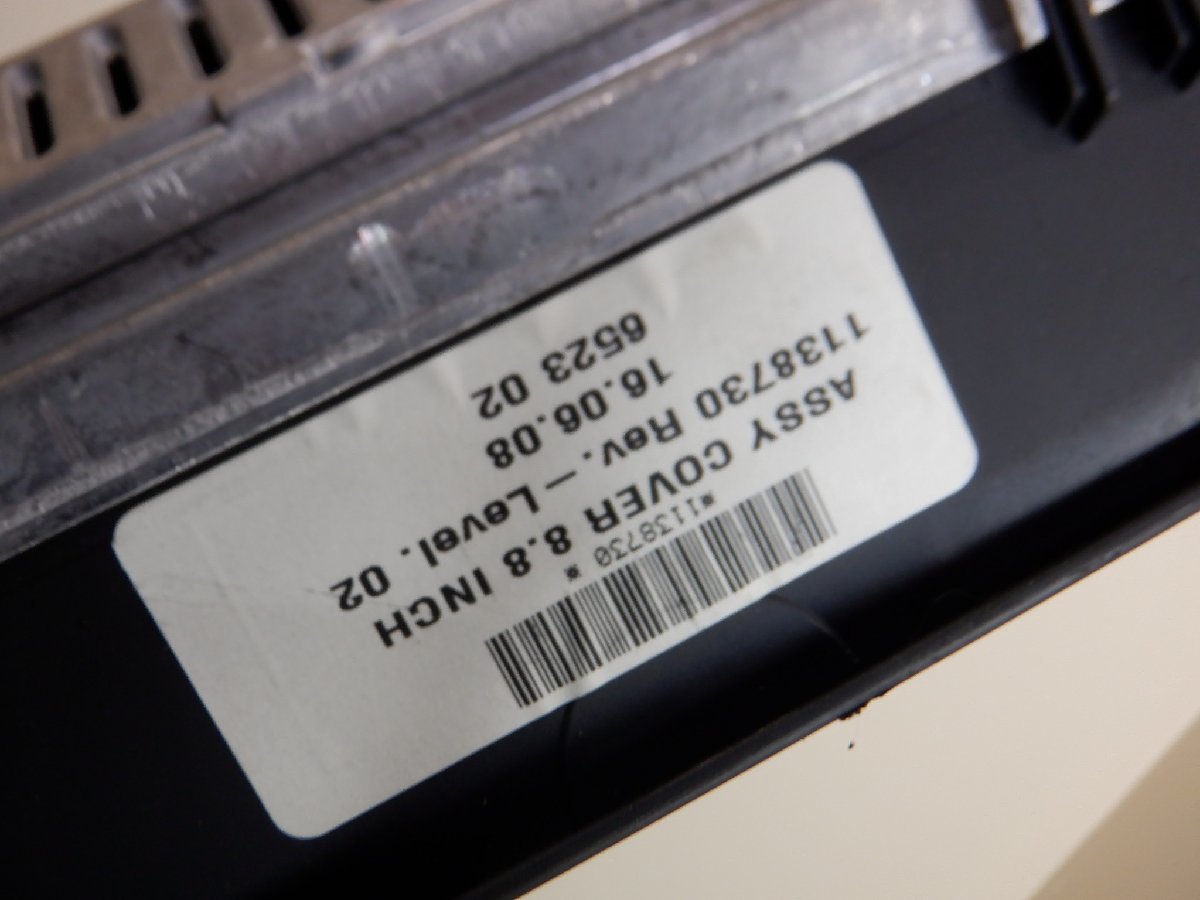 *1138730 *
ASSY COVER 8.8 INCH
1138730 Rev. – Level. 02
16.06.08
6523 02